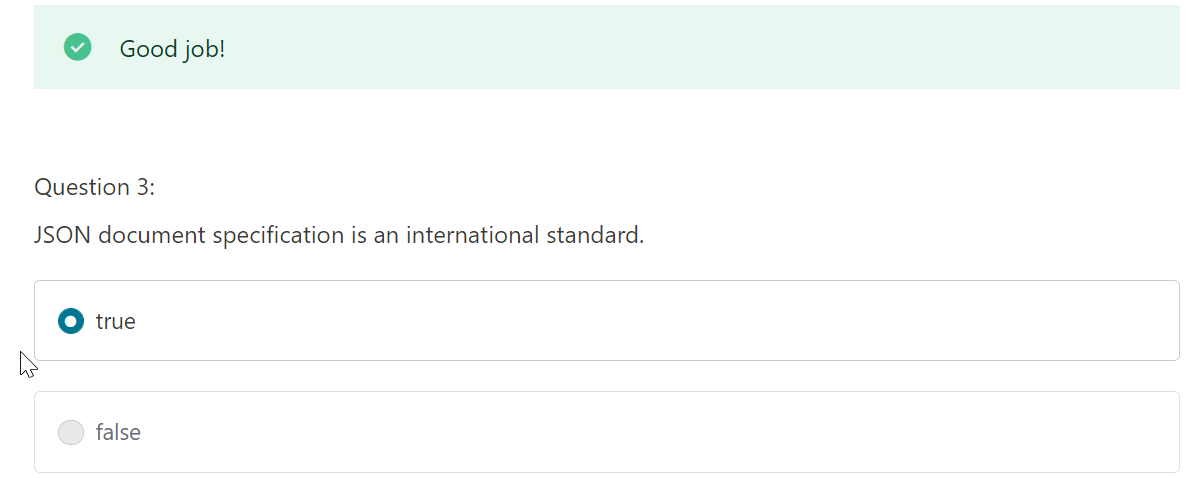 Good job!
Question 3:
JSON document specification is an international standard.
true
false